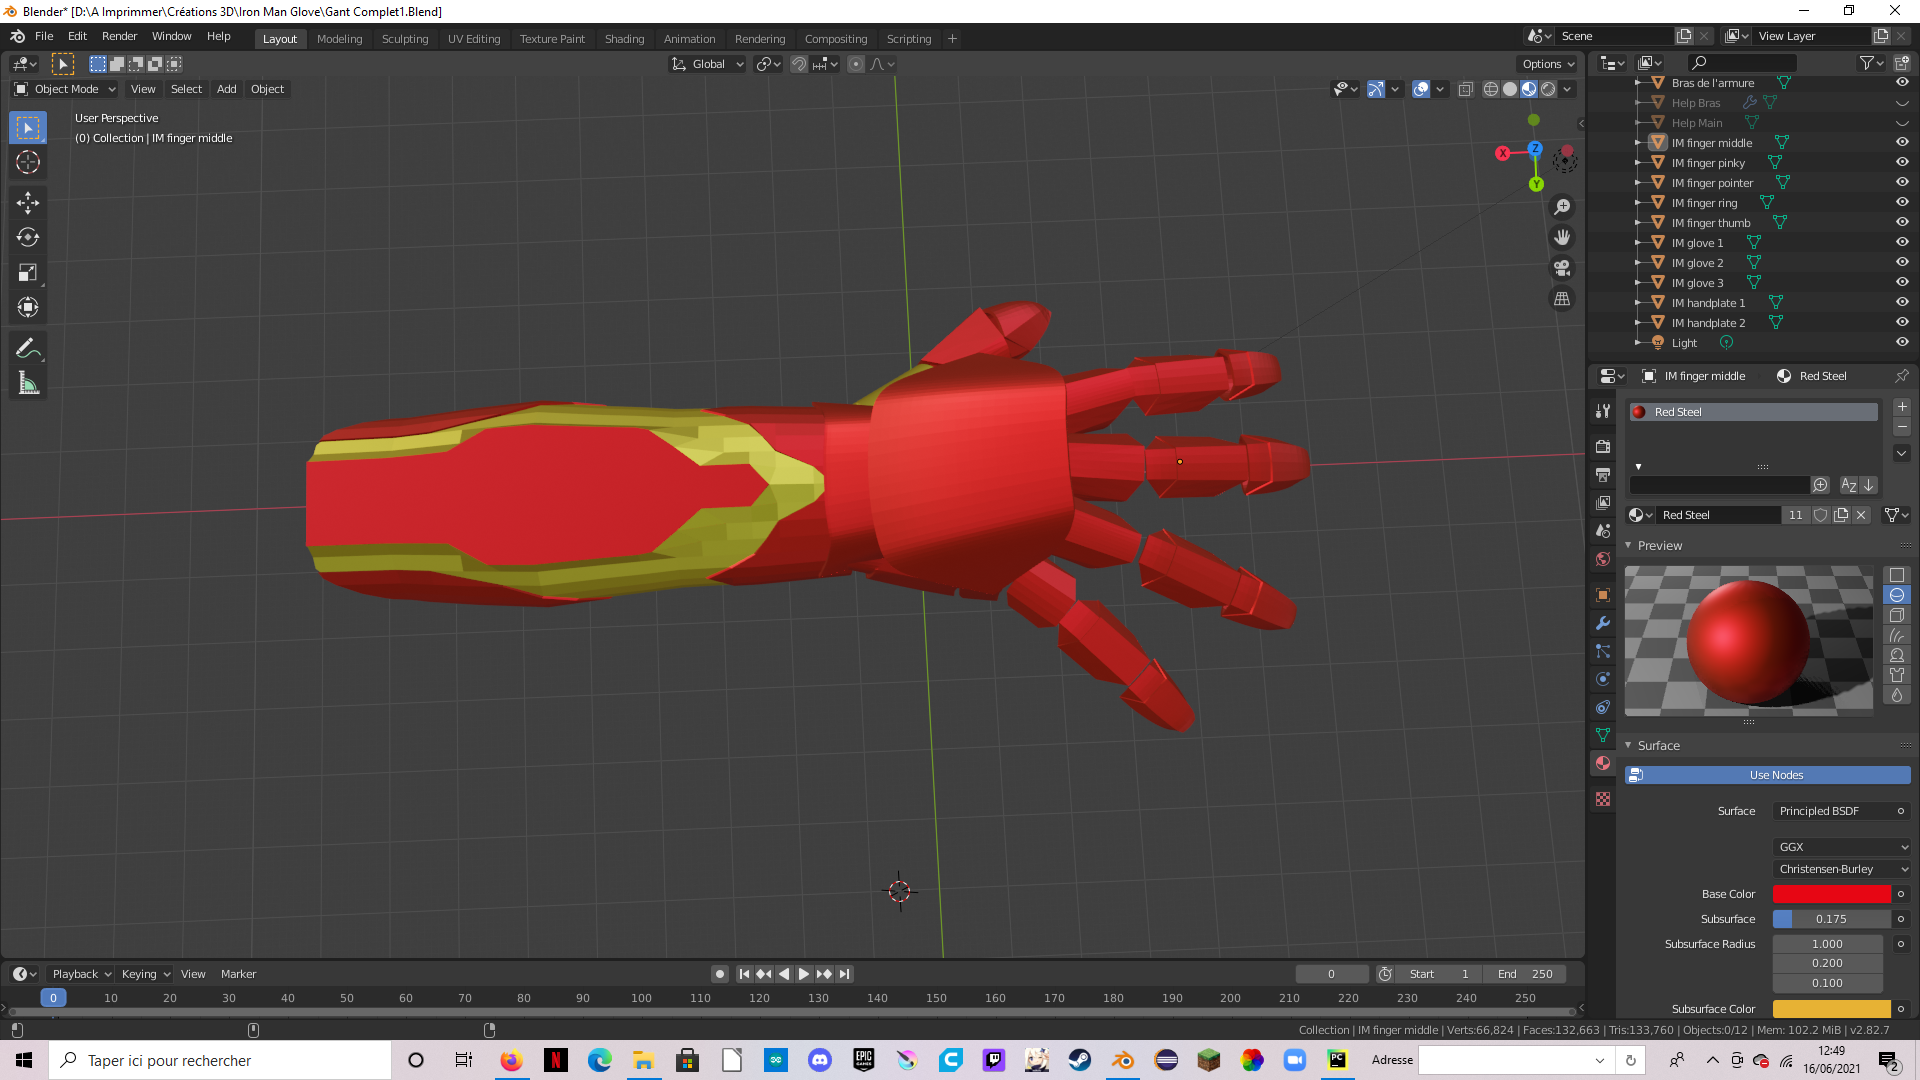 Blender* [D:\A Imprimmer\Créations 3D\Iron Man Glove\Gant Complet1.Blend]
File Edit Render Window Help Layout Modeling Sculpting UV Editing Texture Paint Shading Animation Rendering Compositing Scripting + Scene View Layer
Global Options
Object Mode View Select Add Object
User Perspective
(0) Collection | IM finger middle
X Z Y
Bras de l'armure
Help Bras
Help Main
IM finger middle
IM finger pinky
IM finger pointer
IM finger ring
IM finger thumb
IM glove 1
IM glove 2
IM glove 3
IM handplate 1
IM handplate 2
Light
IM finger middle Red Steel
Red Steel
Red Steel 11
Preview
Surface
Use Nodes
Surface Principled BSDF
GGX
Christensen-Burley
Base Color
Subsurface 0.175
Subsurface Radius 1.000
0.200
0.100
Subsurface Color
Playback Keying View Marker 0 Start 1 End 250
0 10 20 30 40 50 60 70 80 90 100 110 120 130 140 150 160 170 180 190 200 210 220 230 240 250
Collection | IM finger middle | Verts:66,824 | Faces:132,663 | Tris:133,760 | Objects:0/12 | Mem: 102.2 MiB | v2.82.7
Taper ici pour rechercher
EPIC GAMES
PC
Adresse
12:49
16/06/2021
2